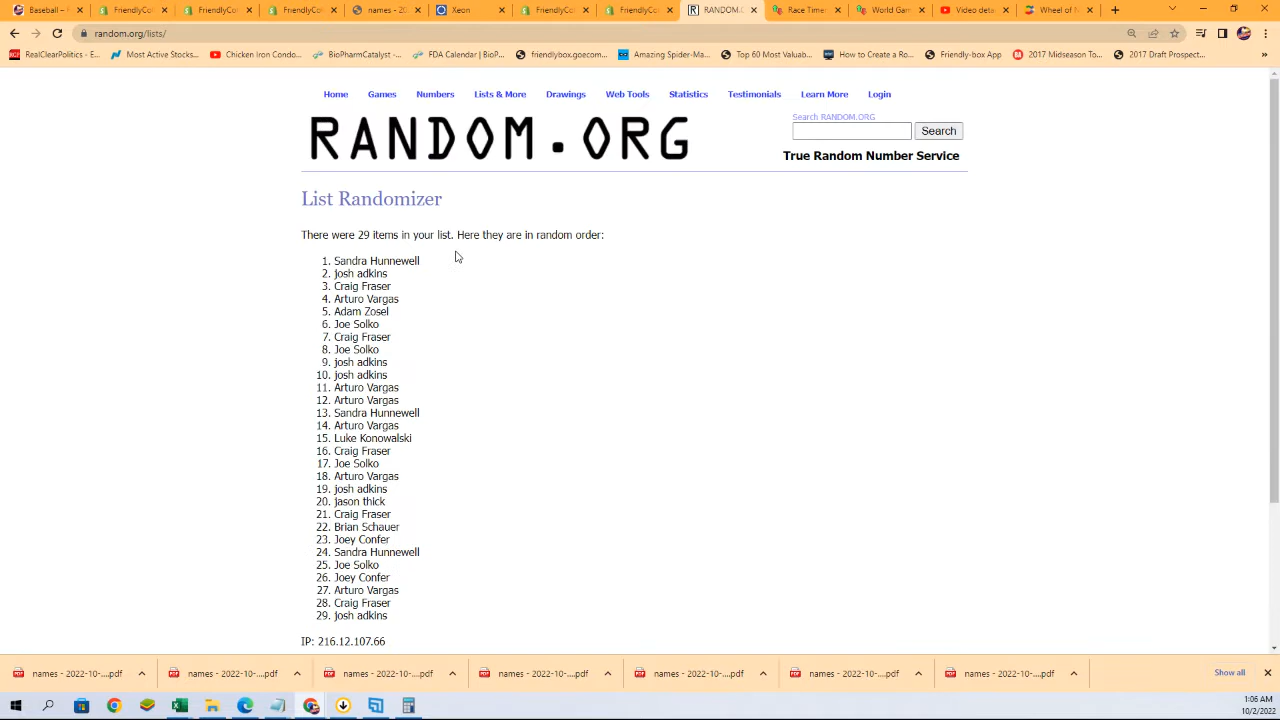 Baseball -
FriendlyCo
FriendlyCo
FriendlyCo
names - 20
Xeon
FriendlyCo
FriendlyCo
RANDOM.O
Race Timer
World Gam
Video deta
Wheel of N
random.org/lists/
RealClearPolitics - E...
Most Active Stocks...
Chicken Iron Condo...
BioPharmCatalyst -...
FDA Calendar | BioP...
friendlybox.goecom...
Amazing Spider-Ma...
Top 60 Most Valuab...
How to Create a Ro...
Friendly-box App
2017 Midseason To...
2017 Draft Prospect...
»
Home Games Numbers Lists & More Drawings Web Tools Statistics Testimonials Learn More Login
RANDOM.ORG
Search RANDOM.ORG
Search
True Random Number Service
List Randomizer
There were 29 items in your list. Here they are in random order:
1. Sandra Hunnewell
2. josh adkins
3. Craig Fraser
4. Arturo Vargas
5. Adam Zosel
6. Joe Solko
7. Craig Fraser
8. Joe Solko
9. josh adkins
10. josh adkins
11. Arturo Vargas
12. Arturo Vargas
13. Sandra Hunnewell
14. Arturo Vargas
15. Luke Konowalski
16. Craig Fraser
17. Joe Solko
18. Arturo Vargas
19. josh adkins
20. jason thick
21. Craig Fraser
22. Brian Schauer
23. Joey Confer
24. Sandra Hunnewell
25. Joe Solko
26. Joey Confer
27. Arturo Vargas
28. Craig Fraser
29. josh adkins
IP: 216.12.107.66
names - 2022-10-....pdf
names - 2022-10-....pdf
names - 2022-10-....pdf
names - 2022-10-....pdf
names - 2022-10-....pdf
names - 2022-10-....pdf
names - 2022-10-....pdf
Show all
1:05 AM
10/2/2022